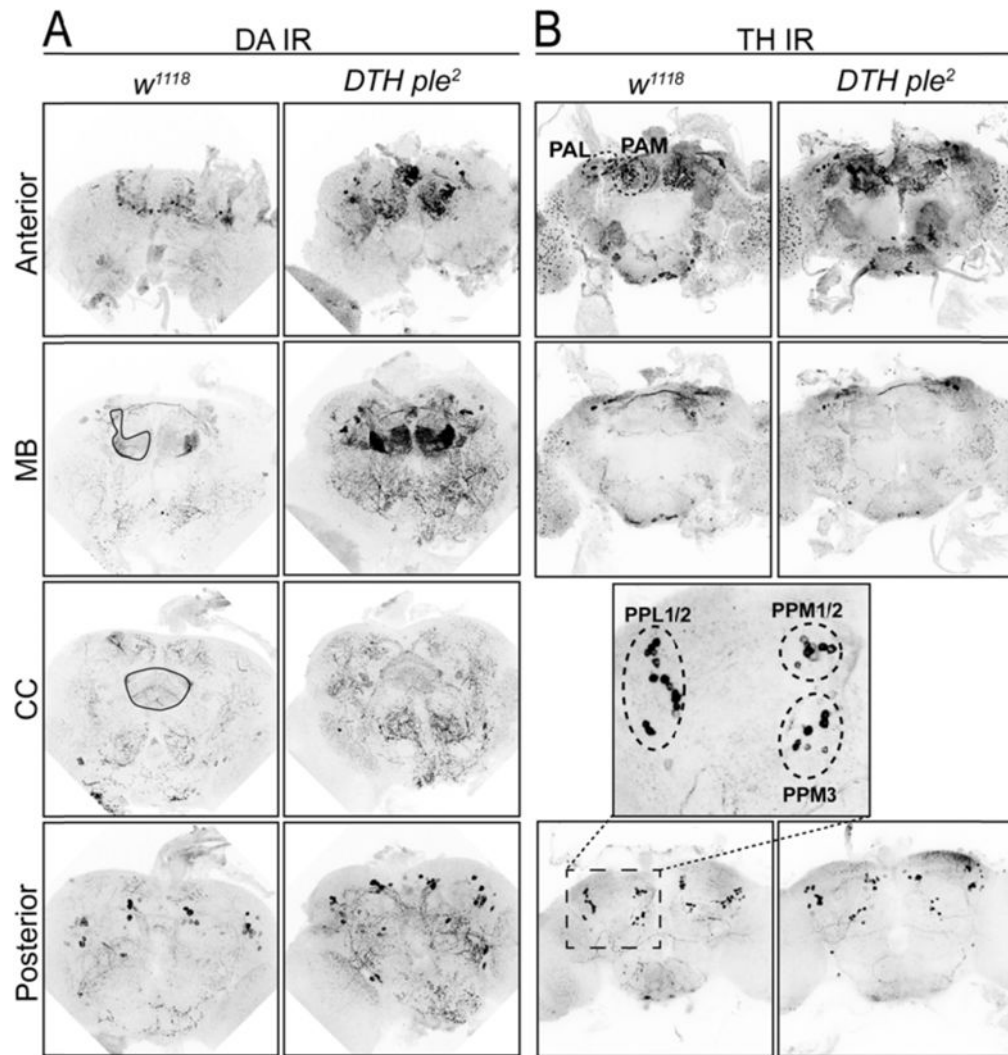 A
DA IR
w1118
DTH ple2
B
TH IR
w1118
DTH ple2
Anterior
PAL
PAM
MB
CC
PPL1/2
PPM1/2
PPM3
Posterior